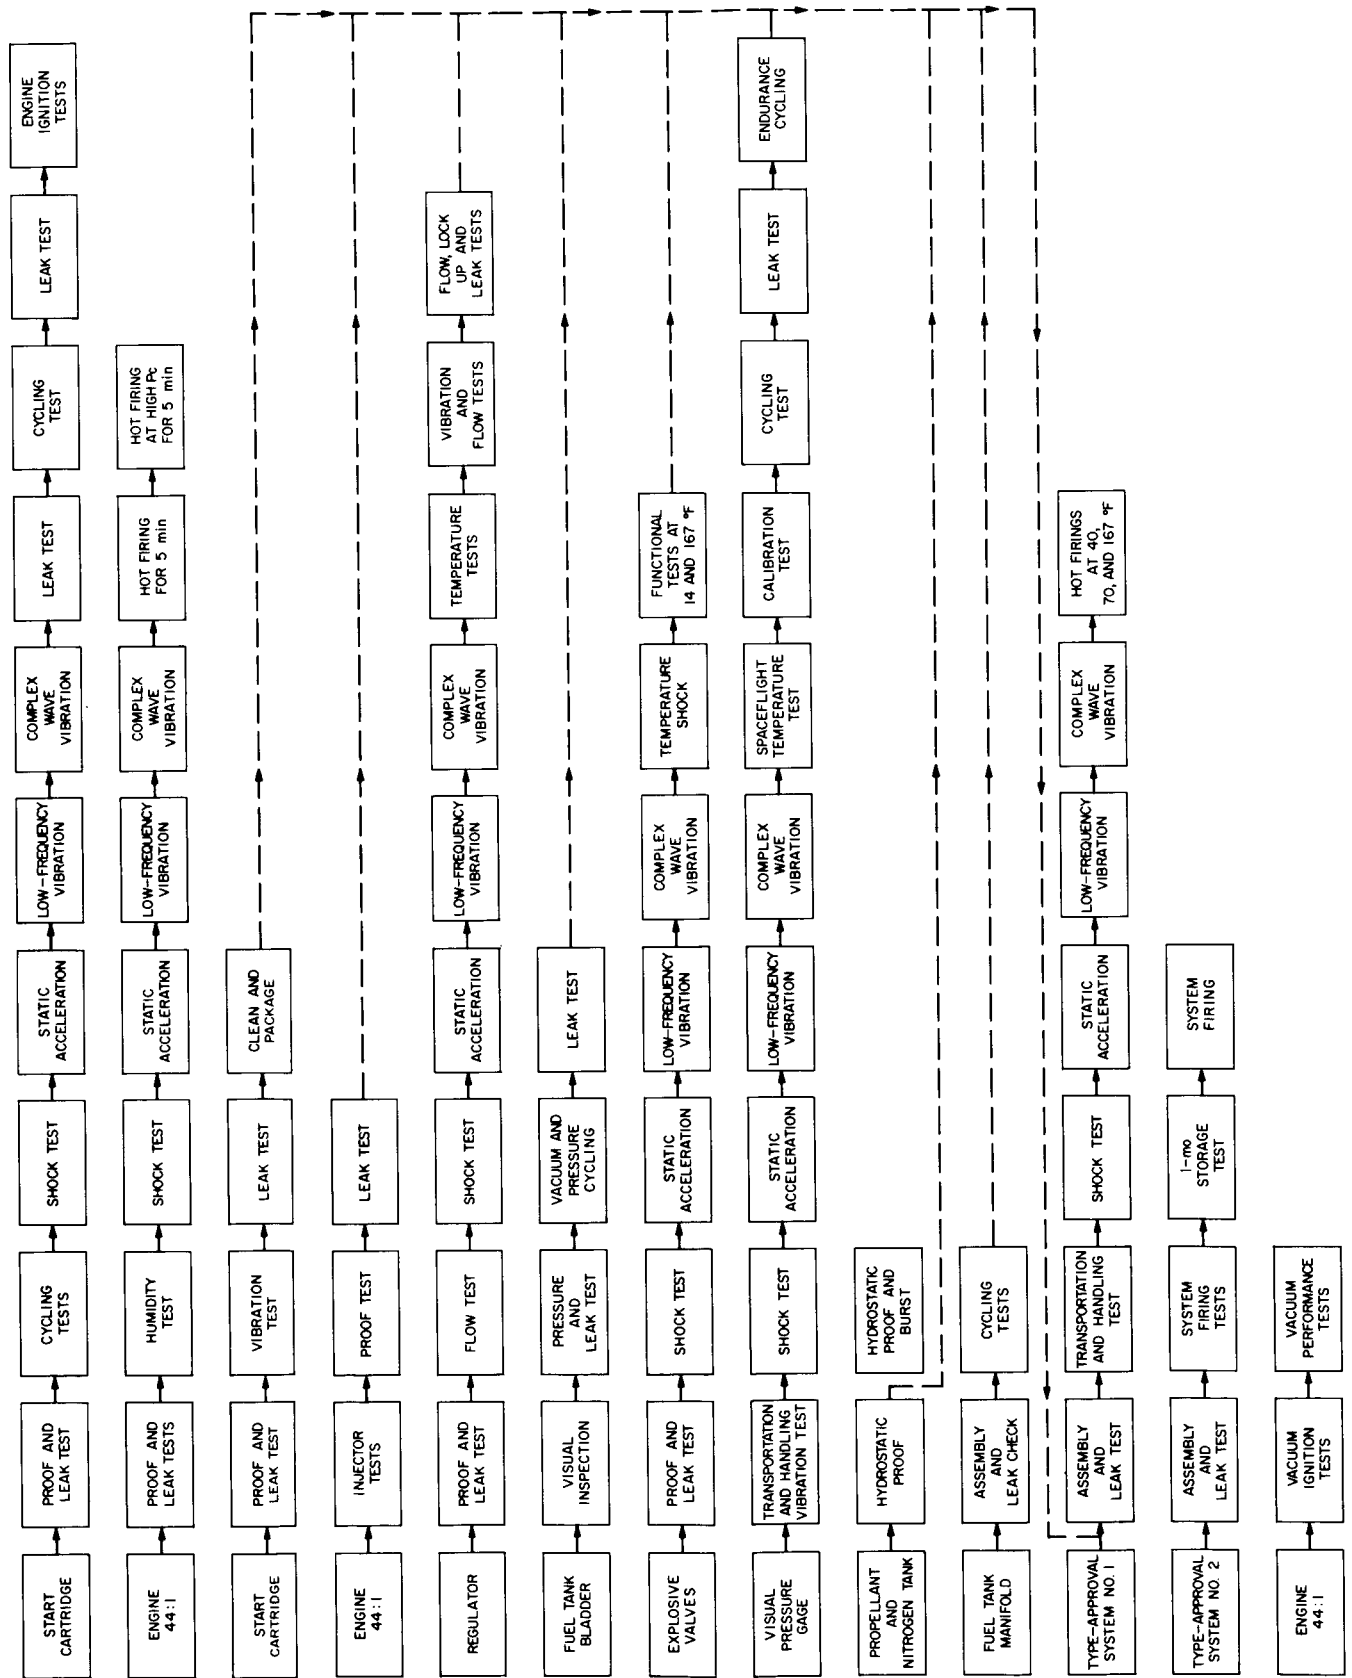 START
CARTRIDGE
PROOF AND
LEAK TEST
CYCLING
TESTS
SHOCK TEST
STATIC
ACCELERATION
LOW-FREQUENCY
VIBRATION
COMPLEX
WAVE
VIBRATION
LEAK TEST
CYCLING
TEST
LEAK TEST
ENGINE
IGNITION
TESTS
ENGINE
44:1
PROOF AND
LEAK TESTS
HUMIDITY
TEST
SHOCK TEST
STATIC
ACCELERATION
LOW-FREQUENCY
VIBRATION
COMPLEX
WAVE
VIBRATION
HOT FIRING
FOR 5 min
HOT FIRING
AT HIGH Pc
FOR 5 min
START
CARTRIDGE
PROOF AND
LEAK TEST
VIBRATION
TEST
LEAK TEST
CLEAN AND
PACKAGE
ENGINE
44:1
INJECTOR
TESTS
PROOF TEST
LEAK TEST
REGULATOR
PROOF AND
LEAK TEST
FLOW TEST
SHOCK TEST
STATIC
ACCELERATION
LOW-FREQUENCY
VIBRATION
COMPLEX
WAVE
VIBRATION
TEMPERATURE
TESTS
VIBRATION
AND
FLOW TESTS
FLOW, LOCK
UP AND
LEAK TESTS
FUEL TANK
BLADDER
VISUAL
INSPECTION
PRESSURE
AND
LEAK TEST
VACUUM AND
PRESSURE
CYCLING
LEAK TEST
EXPLOSIVE
VALVES
PROOF AND
LEAK TEST
SHOCK TEST
STATIC
ACCELERATION
LOW-FREQUENCY
VIBRATION
COMPLEX
WAVE
VIBRATION
TEMPERATURE
SHOCK
FUNCTIONAL
TESTS AT
14 AND 167 °F
VISUAL
PRESSURE
GAGE
TRANSPORTATION
AND HANDLING
VIBRATION TEST
SHOCK TEST
STATIC
ACCELERATION
LOW-FREQUENCY
VIBRATION
COMPLEX
WAVE
VIBRATION
SPACEFLIGHT
TEMPERATURE
TEST
CALIBRATION
TEST
CYCLING
TEST
LEAK TEST
ENDURANCE
CYCLING
PROPELLANT
AND
NITROGEN TANK
HYDROSTATIC
PROOF
HYDROSTATIC
PROOF AND
BURST
FUEL TANK
MANIFOLD
ASSEMBLY
AND
LEAK CHECK
CYCLING
TESTS
TYPE-APPROVAL
SYSTEM NO. 1
ASSEMBLY
AND
LEAK TEST
TRANSPORTATION
AND HANDLING
TEST
SHOCK TEST
STATIC
ACCELERATION
LOW-FREQUENCY
VIBRATION
COMPLEX
WAVE
VIBRATION
HOT FIRINGS
AT 40,
70, AND 167 °F
TYPE-APPROVAL
SYSTEM NO. 2
ASSEMBLY
AND
LEAK TEST
SYSTEM
FIRING
TESTS
1-mo
STORAGE
TEST
SYSTEM
FIRING
ENGINE
44:1
VACUUM
IGNITION
TESTS
VACUUM
PERFORMANCE
TESTS